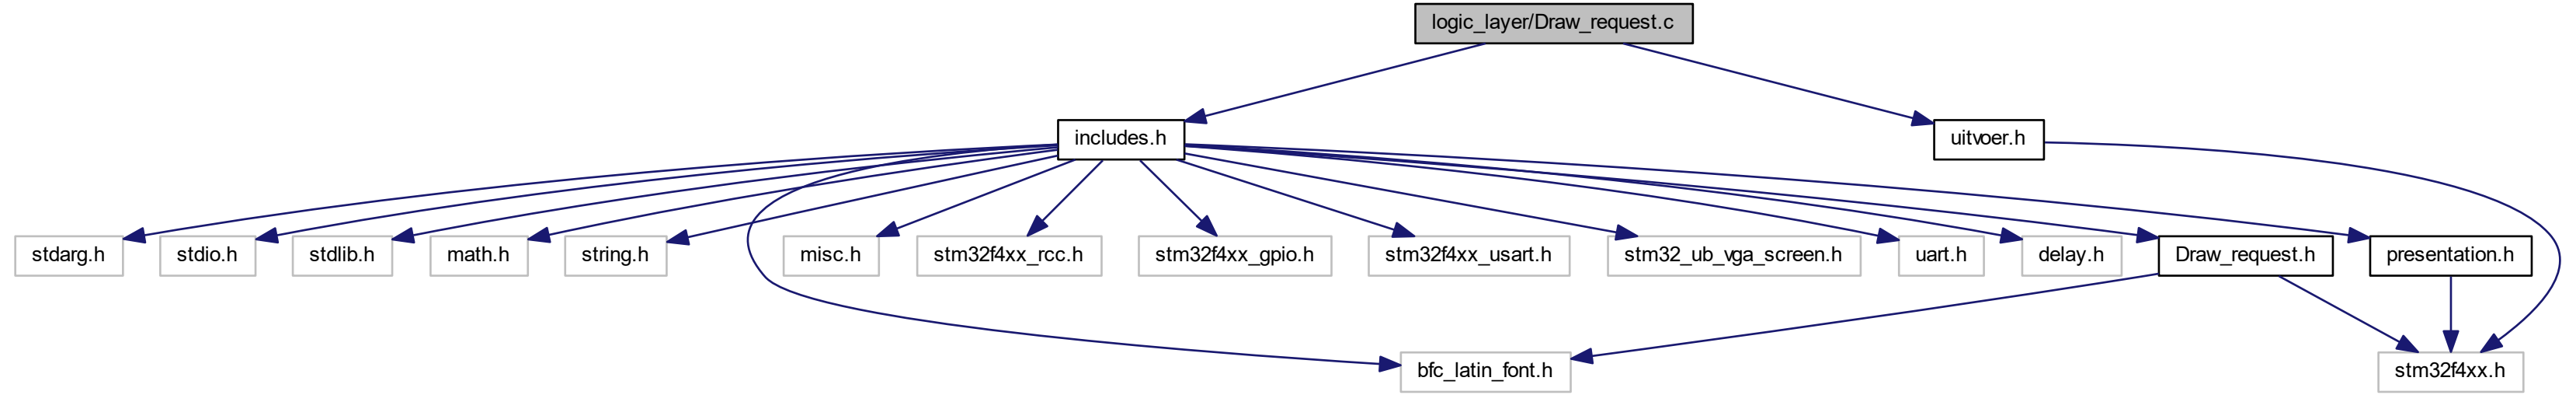 logic_layer/Draw_request.c
includes.h
uitvoer.h
stdarg.h
stdio.h
stdlib.h
math.h
string.h
misc.h
stm32f4xx_rcc.h
stm32f4xx_gpio.h
stm32f4xx_usart.h
stm32_ub_vga_screen.h
uart.h
delay.h
Draw_request.h
presentation.h
bfc_latin_font.h
stm32f4xx.h